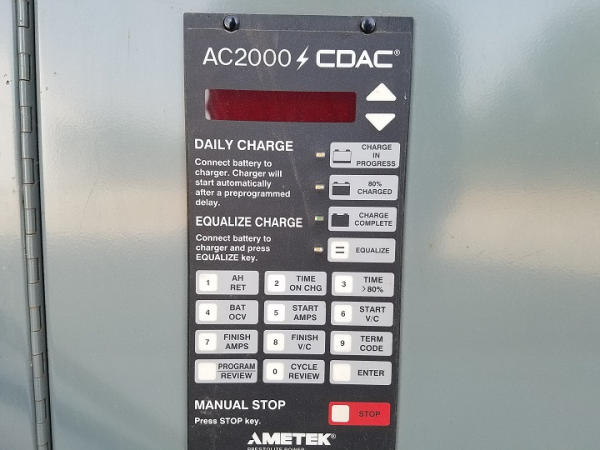 AC2000 CDAC®
DAILY CHARGE
Connect battery to
charger. Charger will
start automatically
after a preprogrammed
delay.
CHARGE
IN
PROGRESS
80%
CHARGED
CHARGE
COMPLETE
EQUALIZE CHARGE
Connect battery to
charger and press
EQUALIZE key.
= EQUALIZE
1 AH
RET
2 TIME
ON CHG
3 TIME
>80%
4 BAT
OCV
5 START
AMPS
6 START
V/C
7 FINISH
AMPS
8 FINISH
V/C
9 TERM
CODE
PROGRAM
REVIEW
0 CYCLE
REVIEW
ENTER
MANUAL STOP
Press STOP key.
STOP
AMETEK®
PRESTOLITE POWER